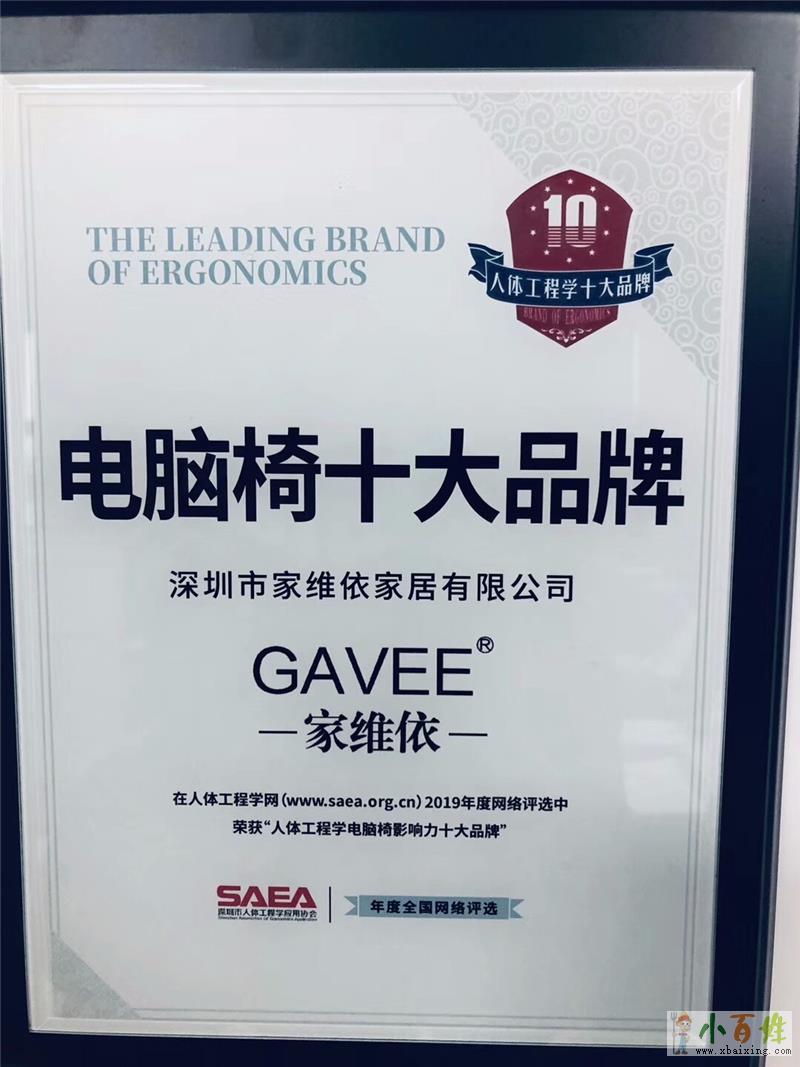 THE LEADING BRAND
OF ERGONOMICS
10
人体工程学十大品牌
BRAND OF ERGONOMICS
电脑椅十大品牌
深圳市家维依家居有限公司
GAVEE®
—家维依—
在人体工程学网(www.saea.org.cn)2019年度网络评选中
荣获“人体工程学电脑椅影响力十大品牌”
SAEA
深圳市人体工程学应用协会
Shenzhen Association of Ergonomics Application
年度全国网络评选
小百姓
www.xbaixing.com